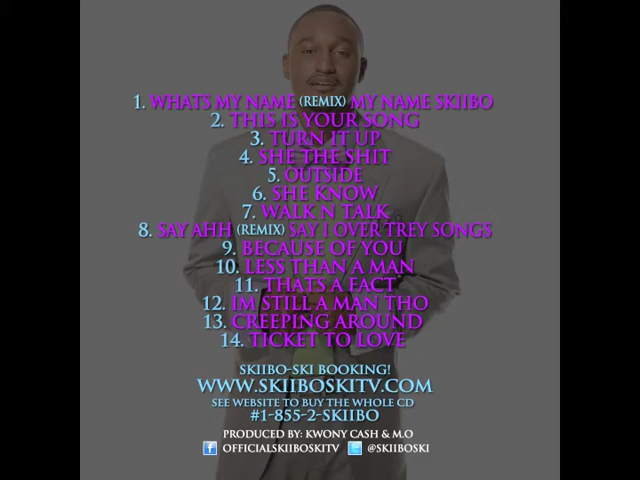 1. WHATS MY NAME (REMIX) MY NAME SKIIBO
2. THIS IS YOUR SONG
3. TURN IT UP
4. SHE THE SHIT
5. OUTSIDE
6. SHE KNOW
7. WALK N TALK
8. SAY AHH (REMIX) SAY I OVER TREY SONGS
9. BECAUSE OF YOU
10. LESS THAN A MAN
11. THATS A FACT
12. IM STILL A MAN THO
13. CREEPING AROUND
14. TICKET TO LOVE
SKIIBO-SKI BOOKING!
WWW.SKIIBOSKITV.COM
SEE WEBSITE TO BUY THE WHOLE CD
#1-855-2-SKIIBO
PRODUCED BY: KWONY CASH & M.O
OFFICIALSKIIBOSKITV @SKIIBOSKI